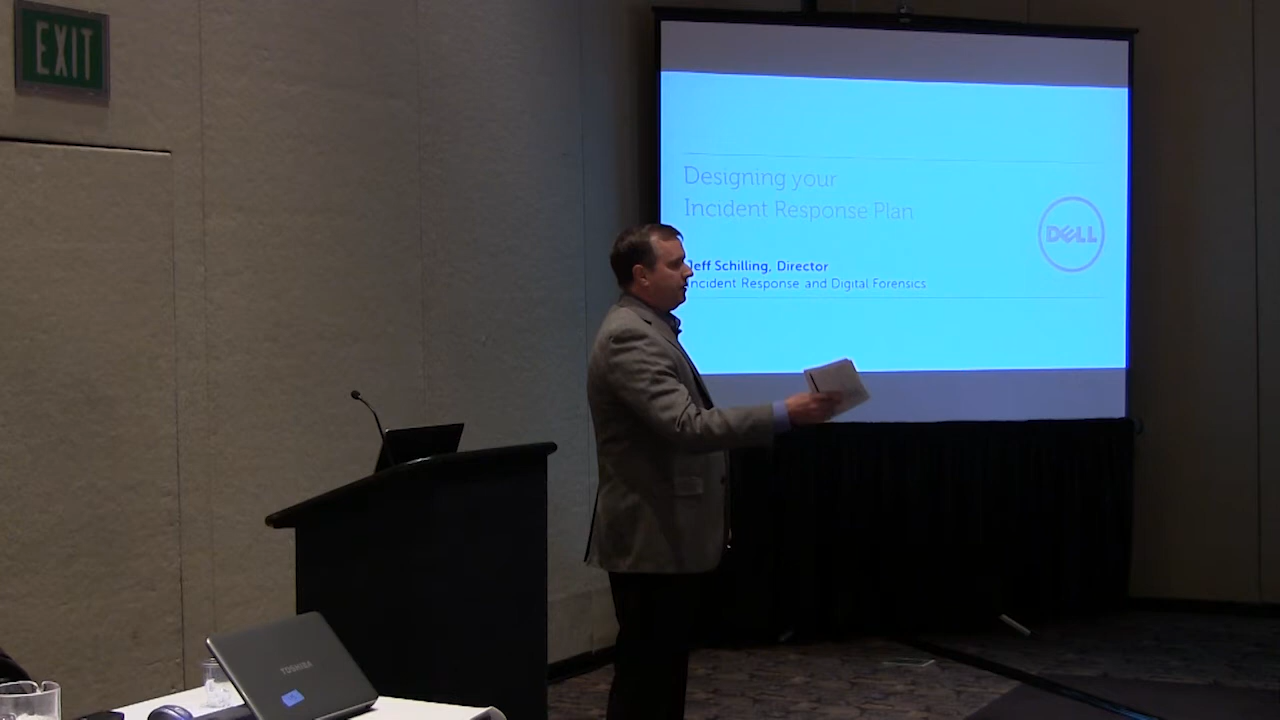 EXIT
Designing your
Incident Response Plan
DELL
Jeff Schilling, Director
Incident Response and Digital Forensics
TOSHIBA